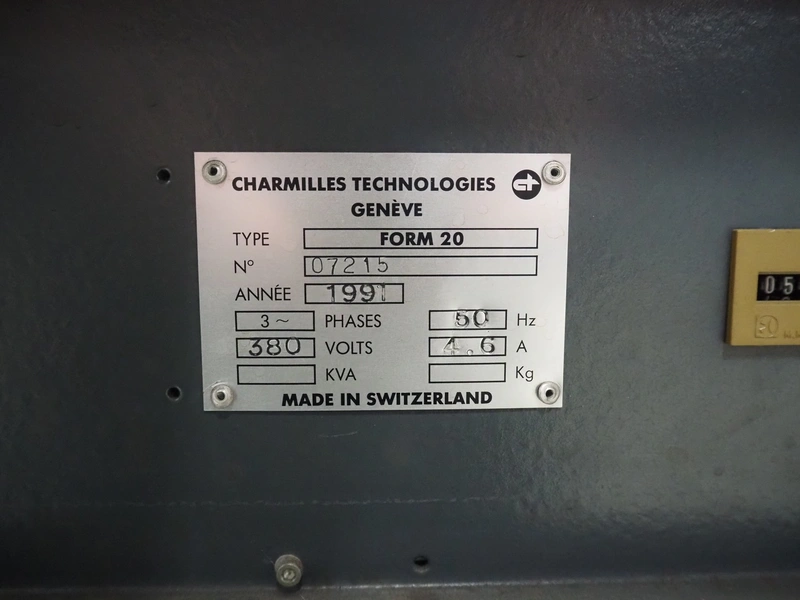 CHARMILLES TECHNOLOGIES
GENÈVE
TYPE FORM 20
N° 07215
ANNÉE 1991
3 ~ PHASES 50 Hz
380 VOLTS 4.6 A
KVA Kg
MADE IN SWITZERLAND
05